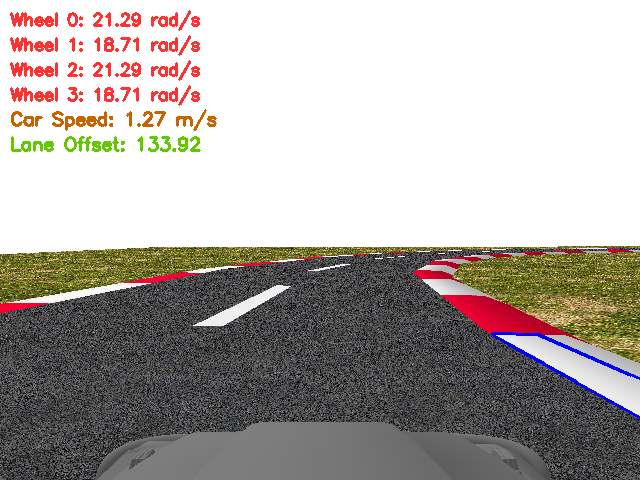 Wheel 0: 21.29 rad/s
Wheel 1: 18.71 rad/s
Wheel 2: 21.29 rad/s
Wheel 3: 18.71 rad/s
Car Speed: 1.27 m/s
Lane Offset: 133.92